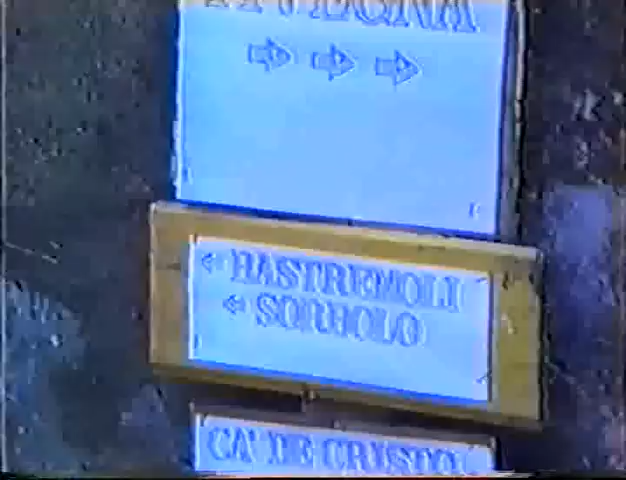 ← BASTREMOLI
← SORBOLO
CA' DE CRISTO